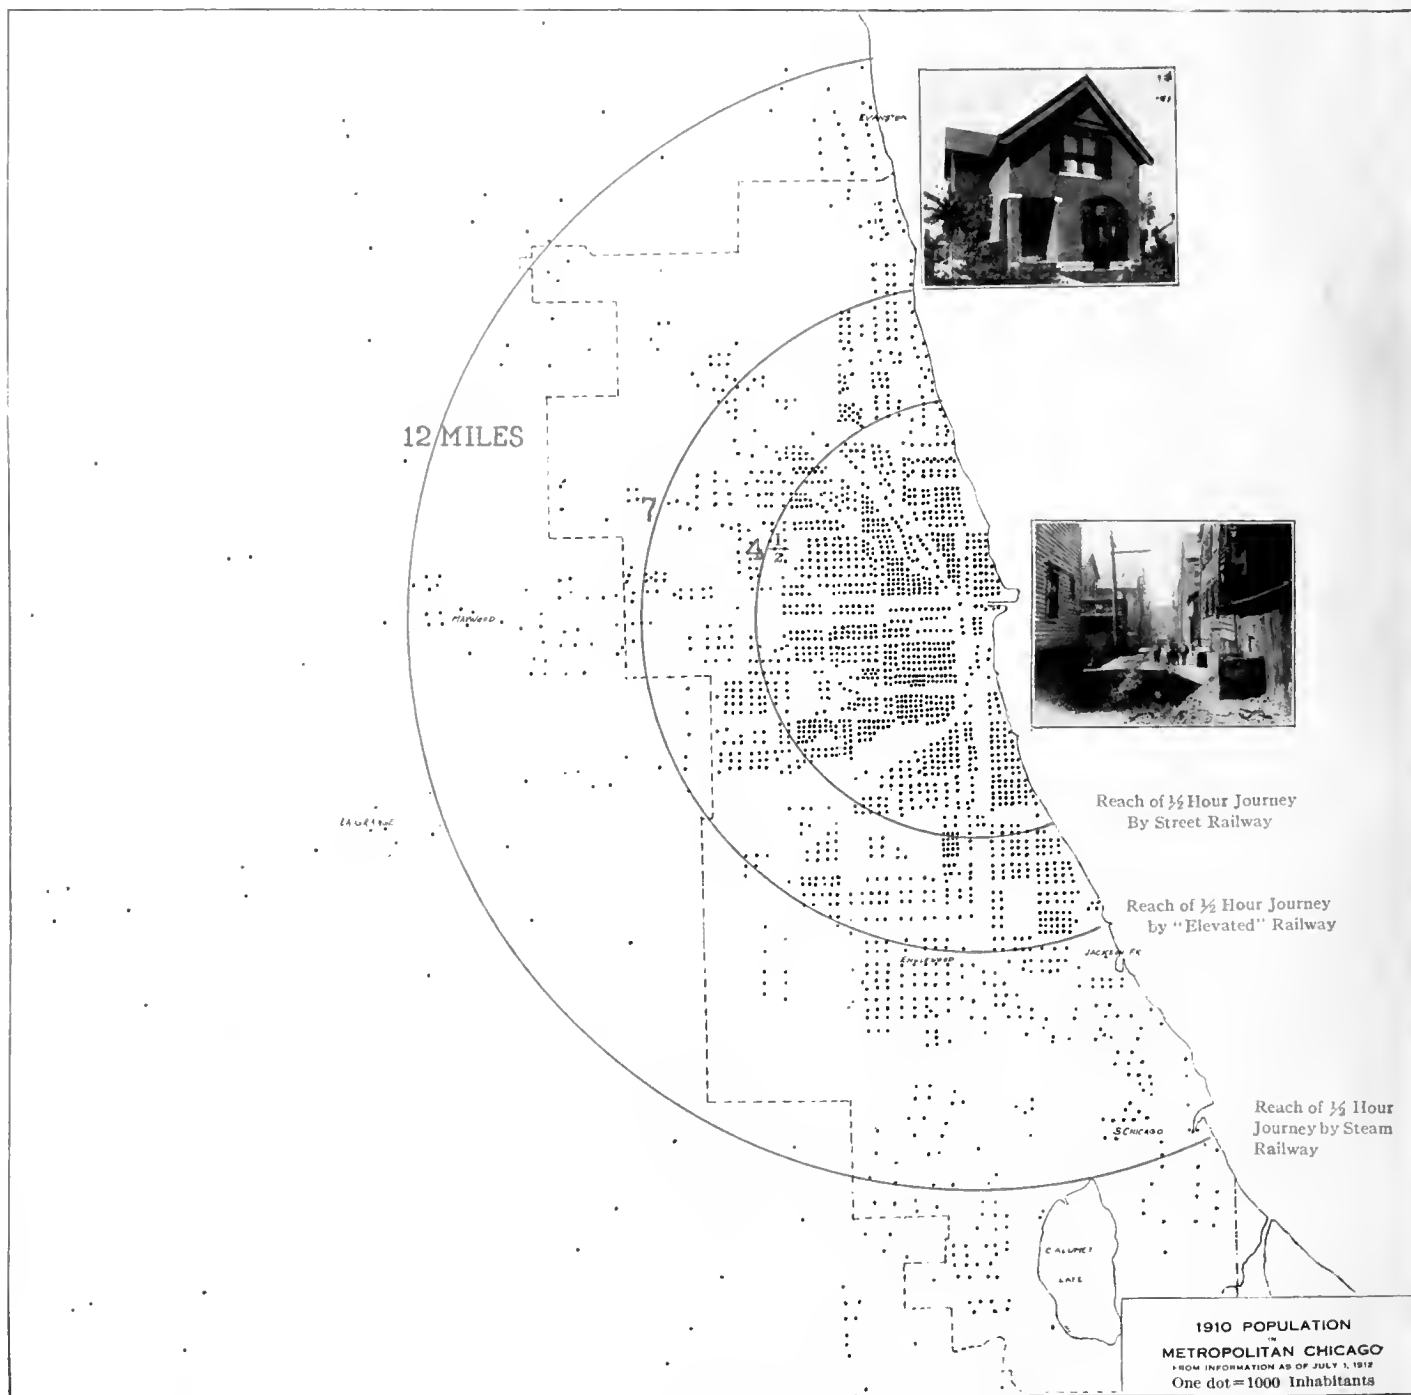 EVANSTON
12 MILES
7
4 1/2
MAYWOOD
LAGRANGE
Reach of ½ Hour Journey
By Street Railway
Reach of ½ Hour Journey
by "Elevated" Railway
ENGLEWOOD
JACKSON PK
Reach of ½ Hour
Journey by Steam
Railway
S CHICAGO
CALUMET
LAKE
1910 POPULATION
IN
METROPOLITAN CHICAGO
FROM INFORMATION AS OF JULY 1, 1912
One dot = 1000 Inhabitants